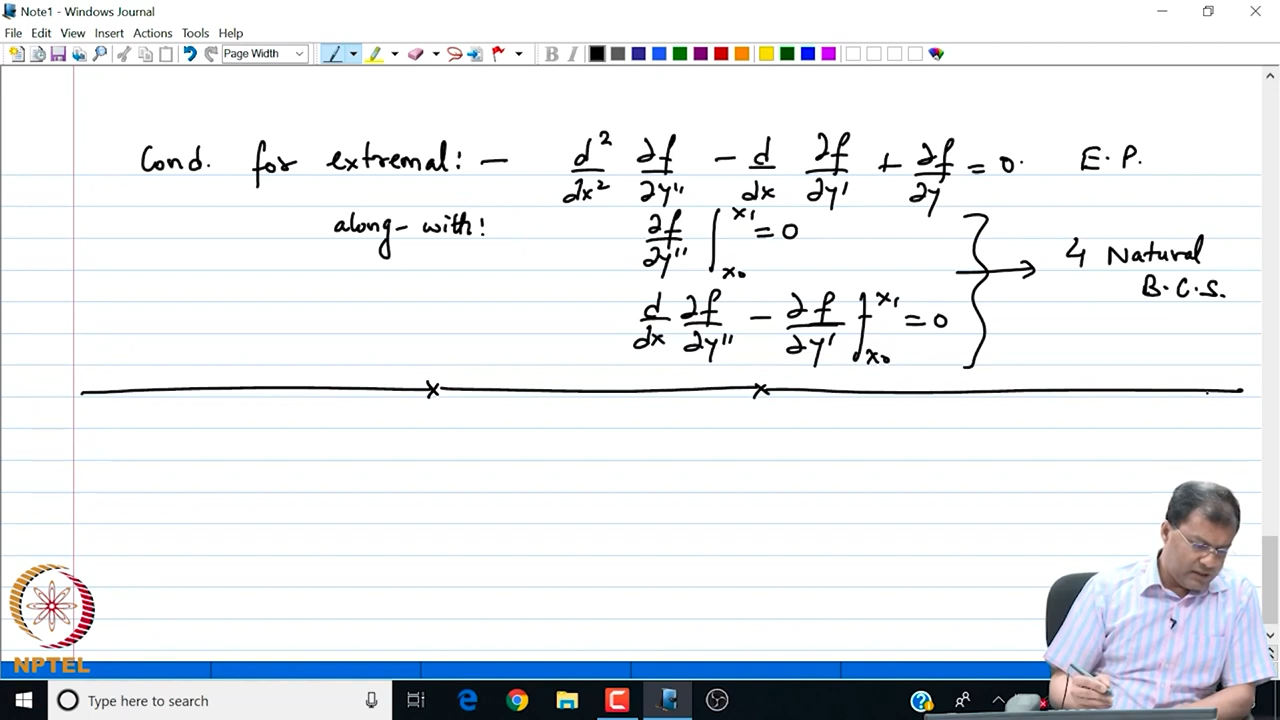 Note1 - Windows Journal
File Edit View Insert Actions Tools Help
Page Width B I
Cond. for extremal:- d²/dx² ∂f/∂y'' - d/dx ∂f/∂y' + ∂f/∂y = 0. E.P.
along-with: ∂f/∂y'' |x₀ x₁ = 0
4 Natural
B.C.S.
d/dx ∂f/∂y'' - ∂f/∂y' |x₀ x₁ = 0
NPTEL
Type here to search